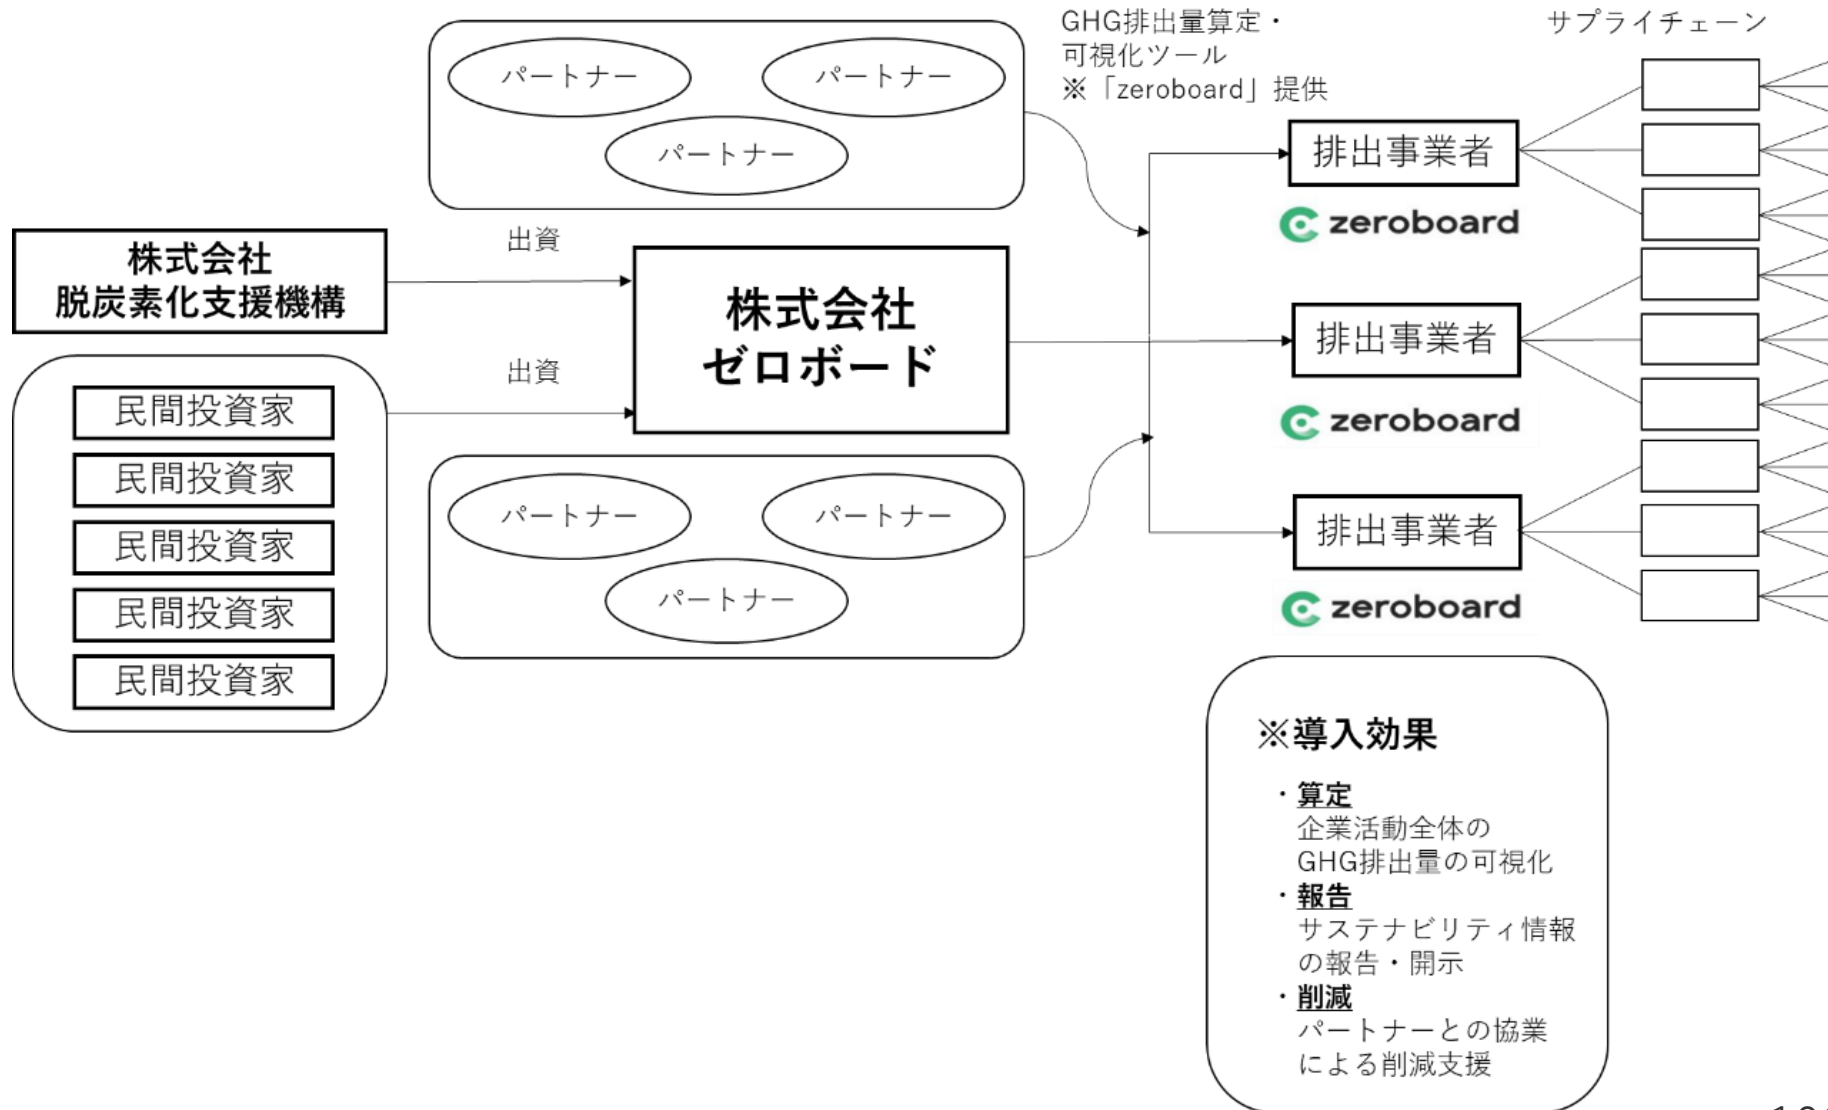 GHG排出量算定・
可視化ツール
※「zeroboard」提供
サプライチェーン
パートナー
パートナー
パートナー
排出事業者
zeroboard
株式会社
脱炭素化支援機構
出資
株式会社
ゼロボード
出資
排出事業者
zeroboard
民間投資家
民間投資家
民間投資家
民間投資家
民間投資家
パートナー
パートナー
パートナー
排出事業者
zeroboard
※導入効果
・算定
企業活動全体の
GHG排出量の可視化
・報告
サステナビリティ情報
の報告・開示
・削減
パートナーとの協業
による削減支援